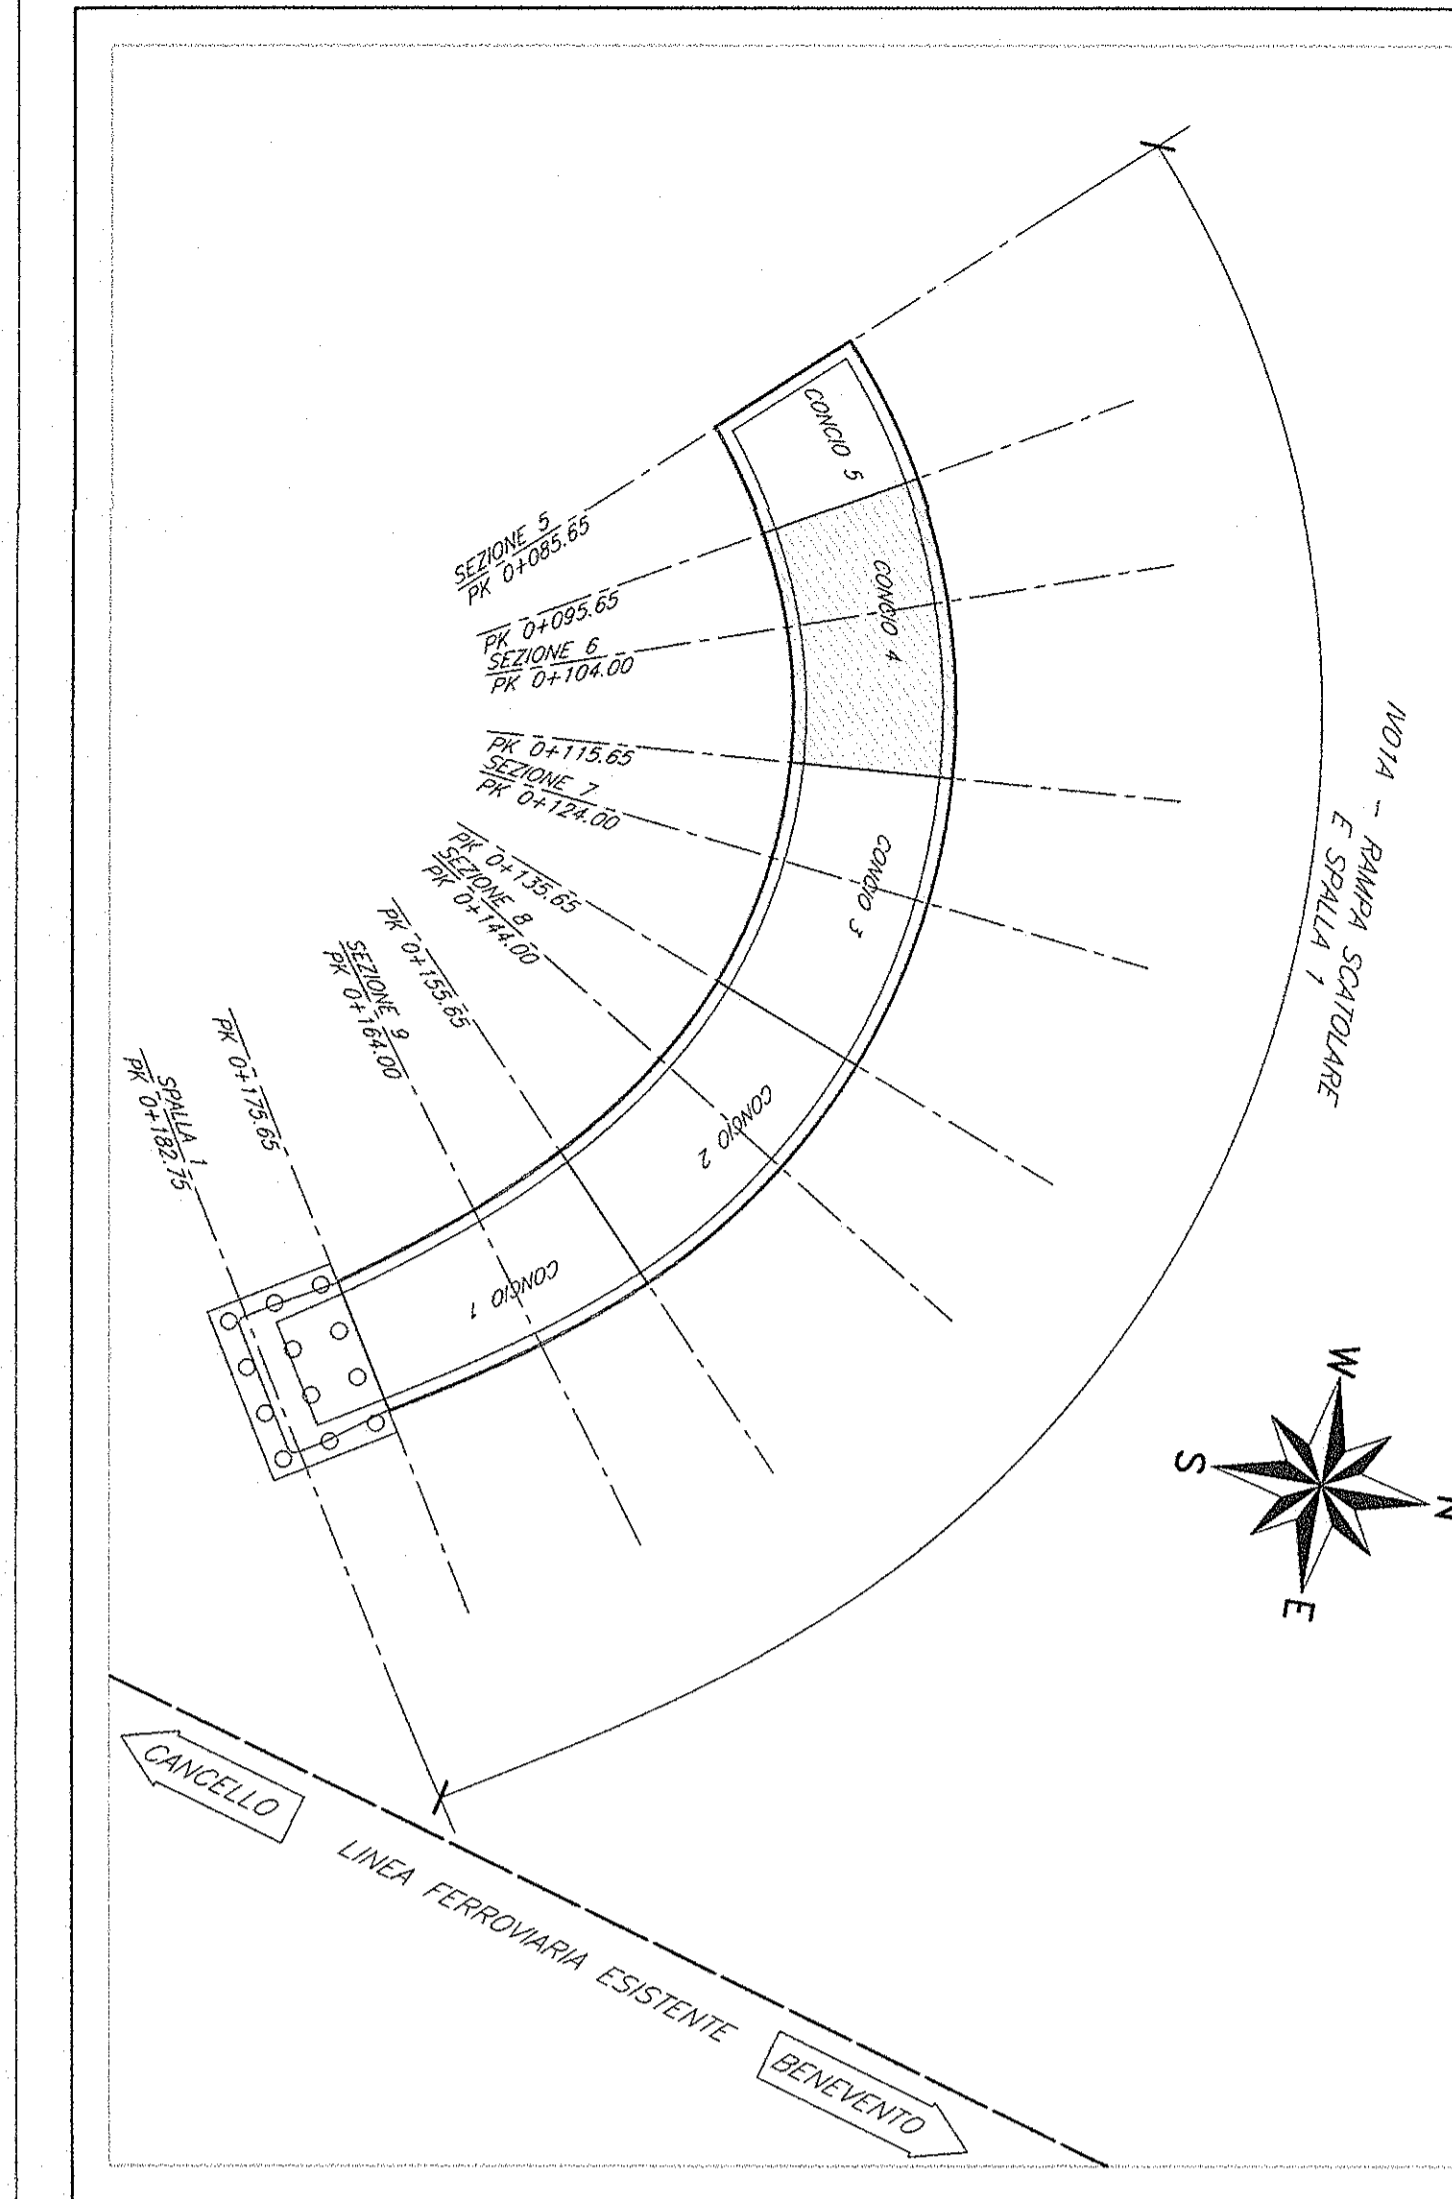 IV01A - RAMPA SCATOLARE
E SPALLA 1
CONCIO 5
CONCIO 4
CONCIO 3
CONCIO 2
CONCIO 1
SEZIONE 5
PK 0+085.65
PK 0+095.65
SEZIONE 6
PK 0+104.00
PK 0+115.65
SEZIONE 7
PK 0+124.00
PK 0+135.65
SEZIONE 8
PK 0+144.00
PK 0+155.65
SEZIONE 9
PK 0+164.00
PK 0+175.65
SPALLA 1
PK 0+182.75
W
N
S
E
CANCELLO
LINEA FERROVIARIA ESISTENTE
BENEVENTO